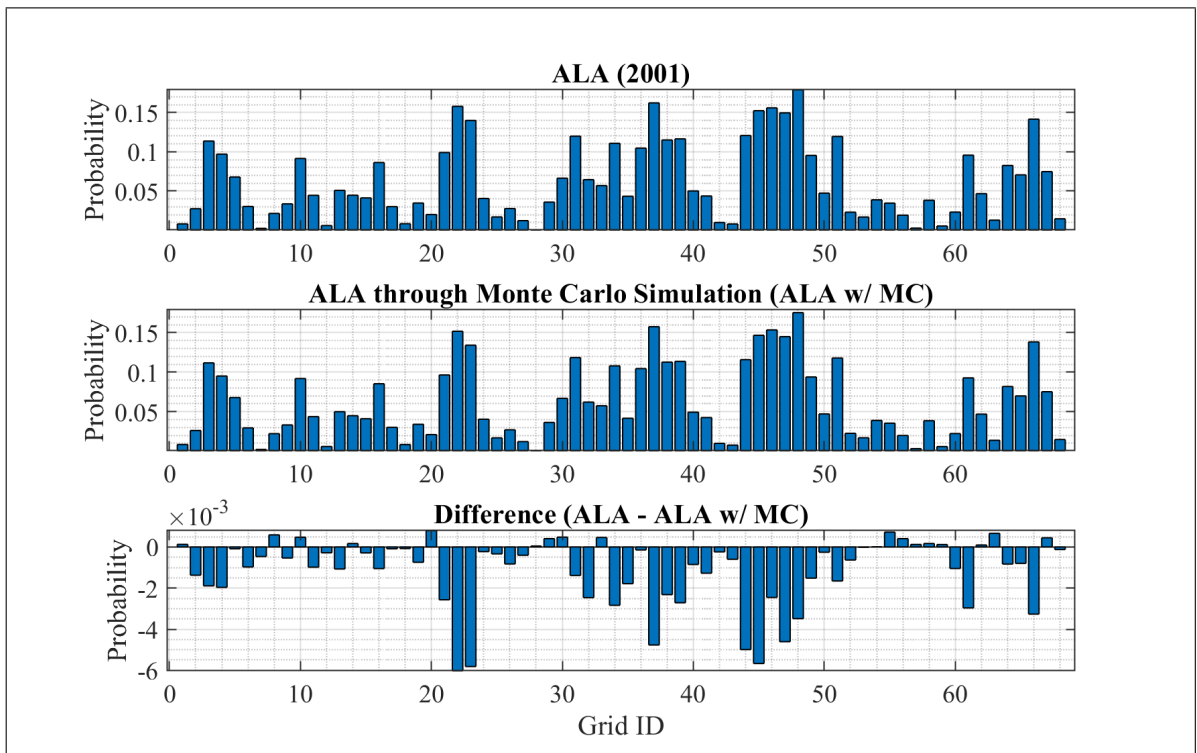 ALA (2001)
Probability
0.15
0.1
0.05
0 10 20 30 40 50 60
ALA through Monte Carlo Simulation (ALA w/ MC)
Probability
0.15
0.1
0.05
0 10 20 30 40 50 60
×10⁻³
Difference (ALA - ALA w/ MC)
Probability
0
-2
-4
-6
0 10 20 30 40 50 60
Grid ID